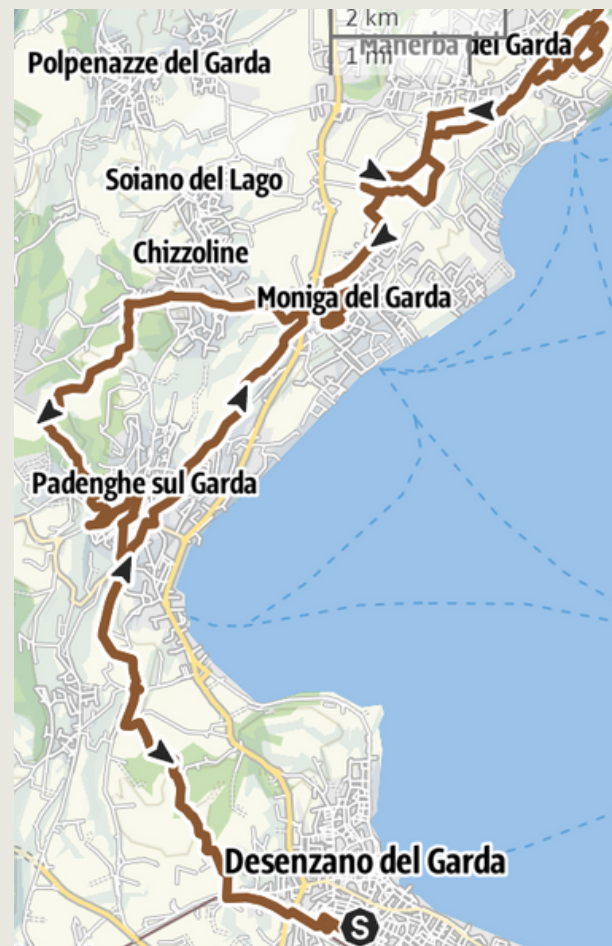 2 km
1 mi
Manerba del Garda
Polpenazze del Garda
Soiano del Lago
Chizzoline
Moniga del Garda
Padenghe sul Garda
Desenzano del Garda
S